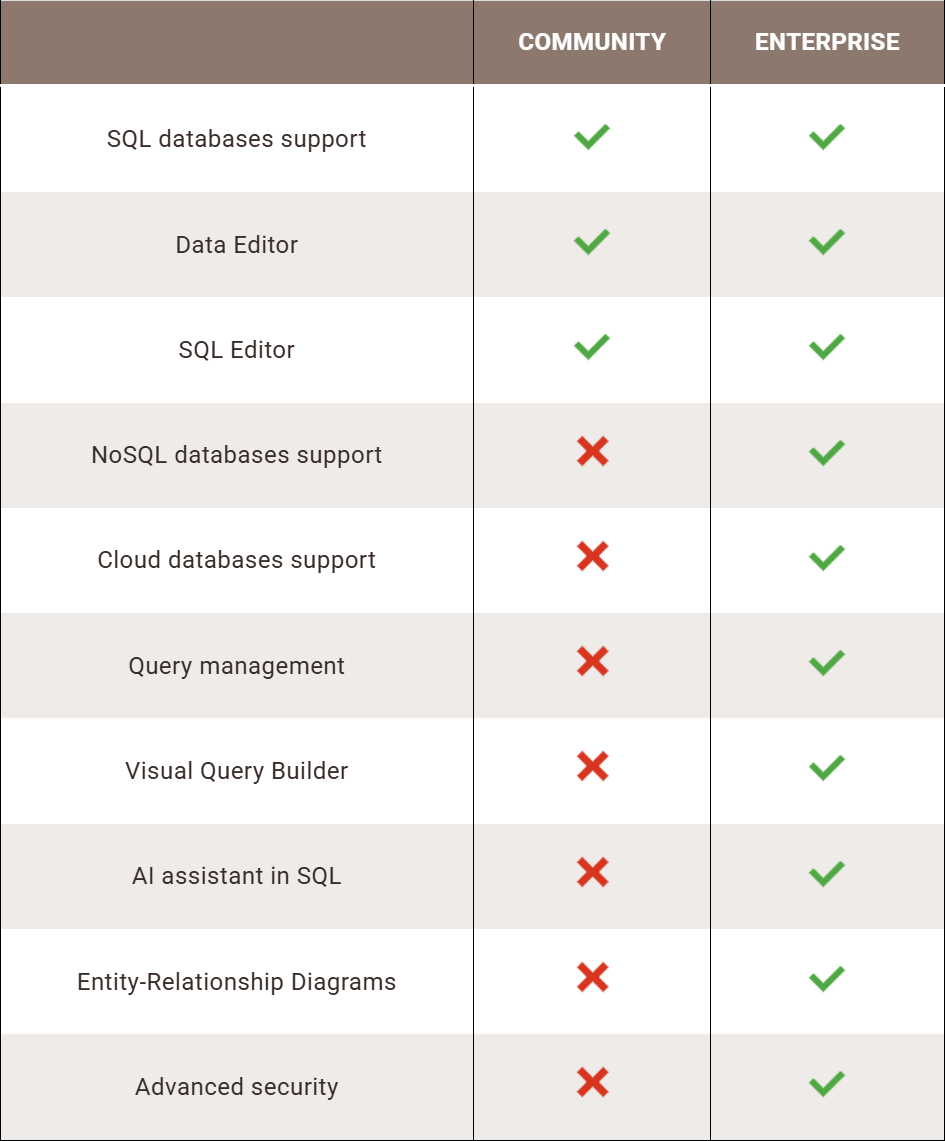 COMMUNITY ENTERPRISE
SQL databases support
Data Editor
SQL Editor
NoSQL databases support
Cloud databases support
Query management
Visual Query Builder
AI assistant in SQL
Entity-Relationship Diagrams
Advanced security